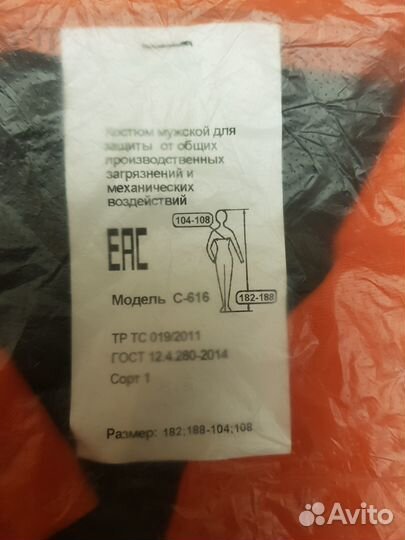 Костюм мужской для
защиты от общих
производственных
загрязнений и
механических
воздействий
104-108
EAC
182-188
Модель С-616
ТР ТС 019/2011
ГОСТ 12.4.280-2014
Сорт 1
Размер: 182;188-104;108
Avito